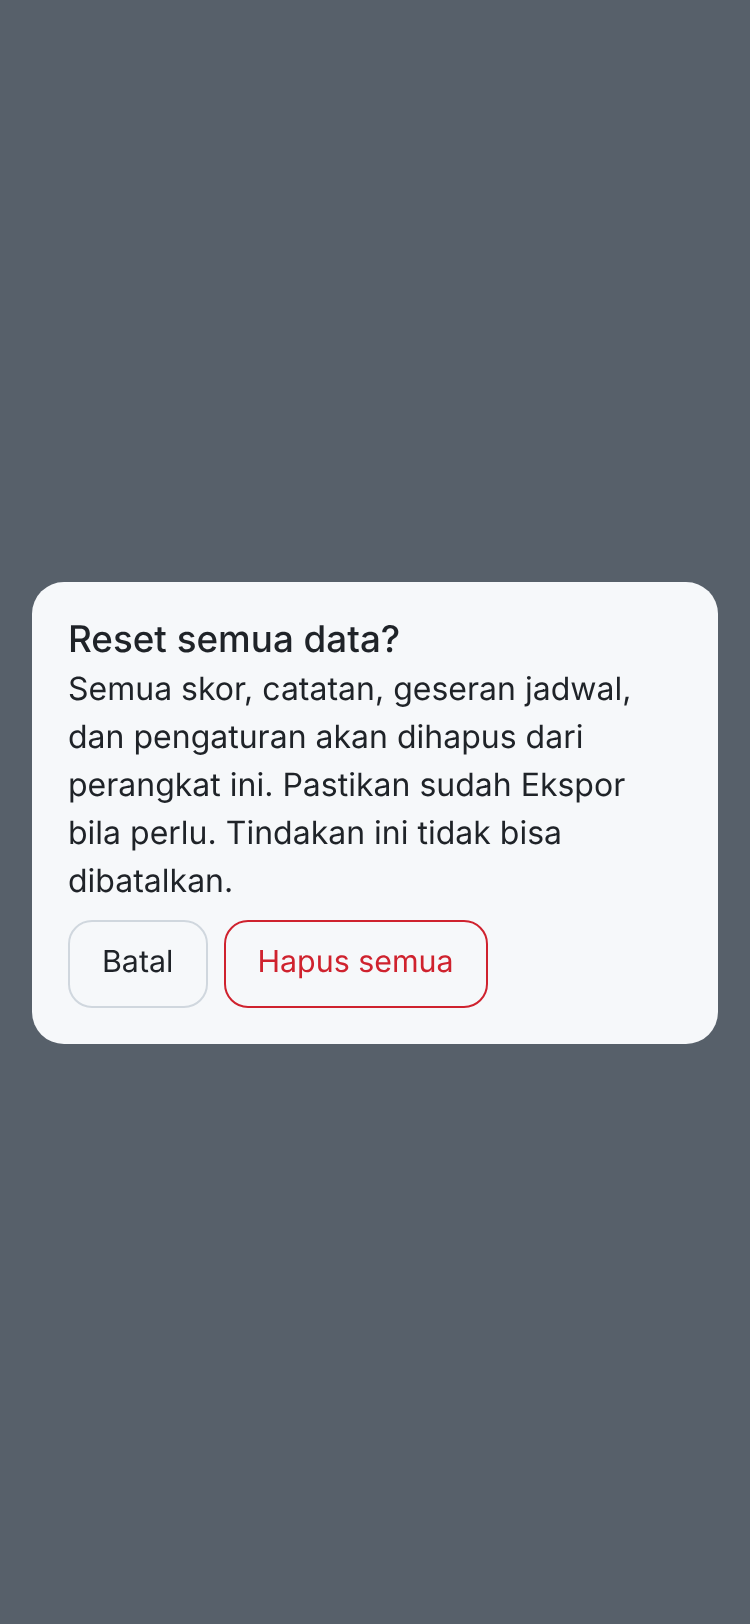 Reset semua data?
Semua skor, catatan, geseran jadwal,
dan pengaturan akan dihapus dari
perangkat ini. Pastikan sudah Ekspor
bila perlu. Tindakan ini tidak bisa
dibatalkan.
Batal
Hapus semua